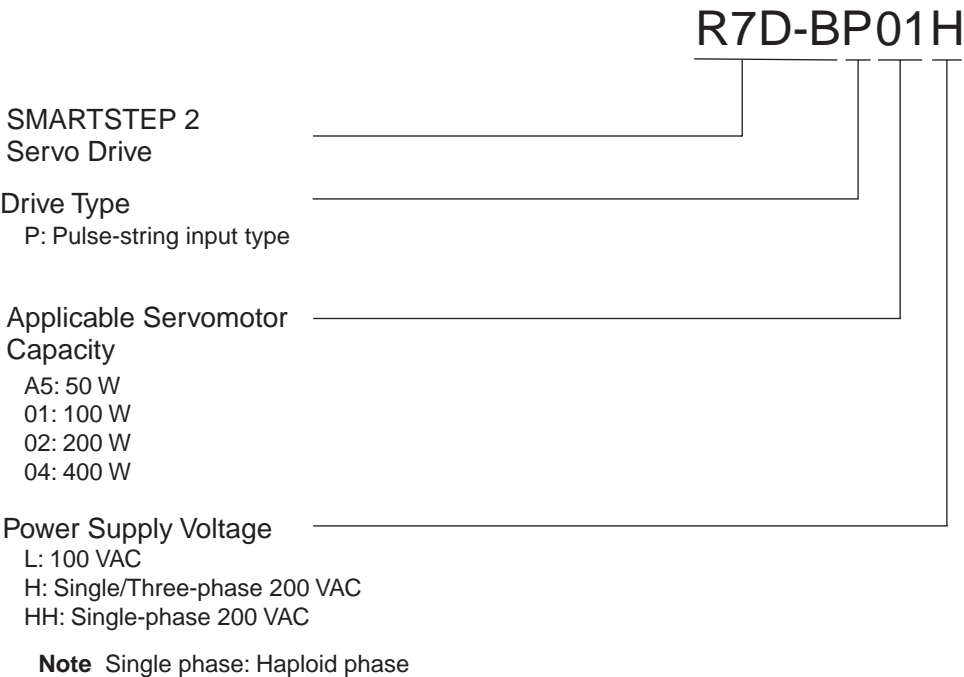 R7D-BP01H
SMARTSTEP 2
Servo Drive
Drive Type
P: Pulse-string input type
Applicable Servomotor
Capacity
A5: 50 W
01: 100 W
02: 200 W
04: 400 W
Power Supply Voltage
L: 100 VAC
H: Single/Three-phase 200 VAC
HH: Single-phase 200 VAC
Note Single phase: Haploid phase